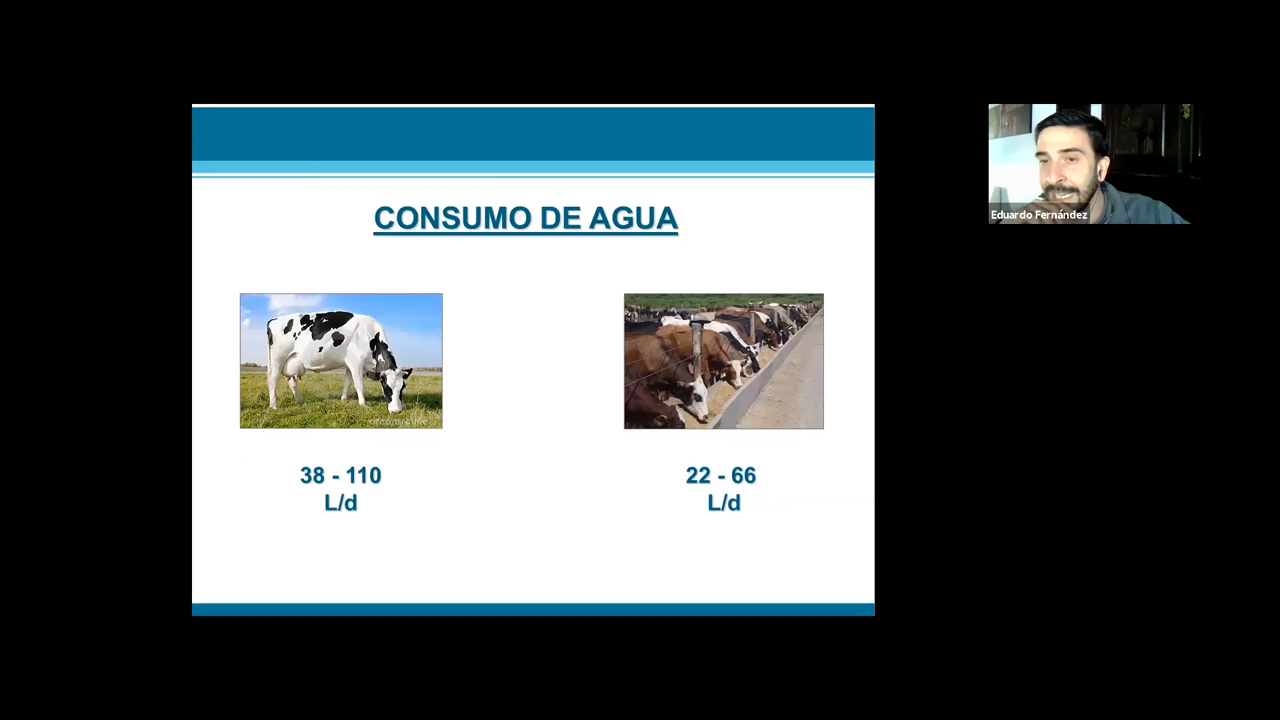 CONSUMO DE AGUA
38 - 110
L/d
22 - 66
L/d
Eduardo Fernández